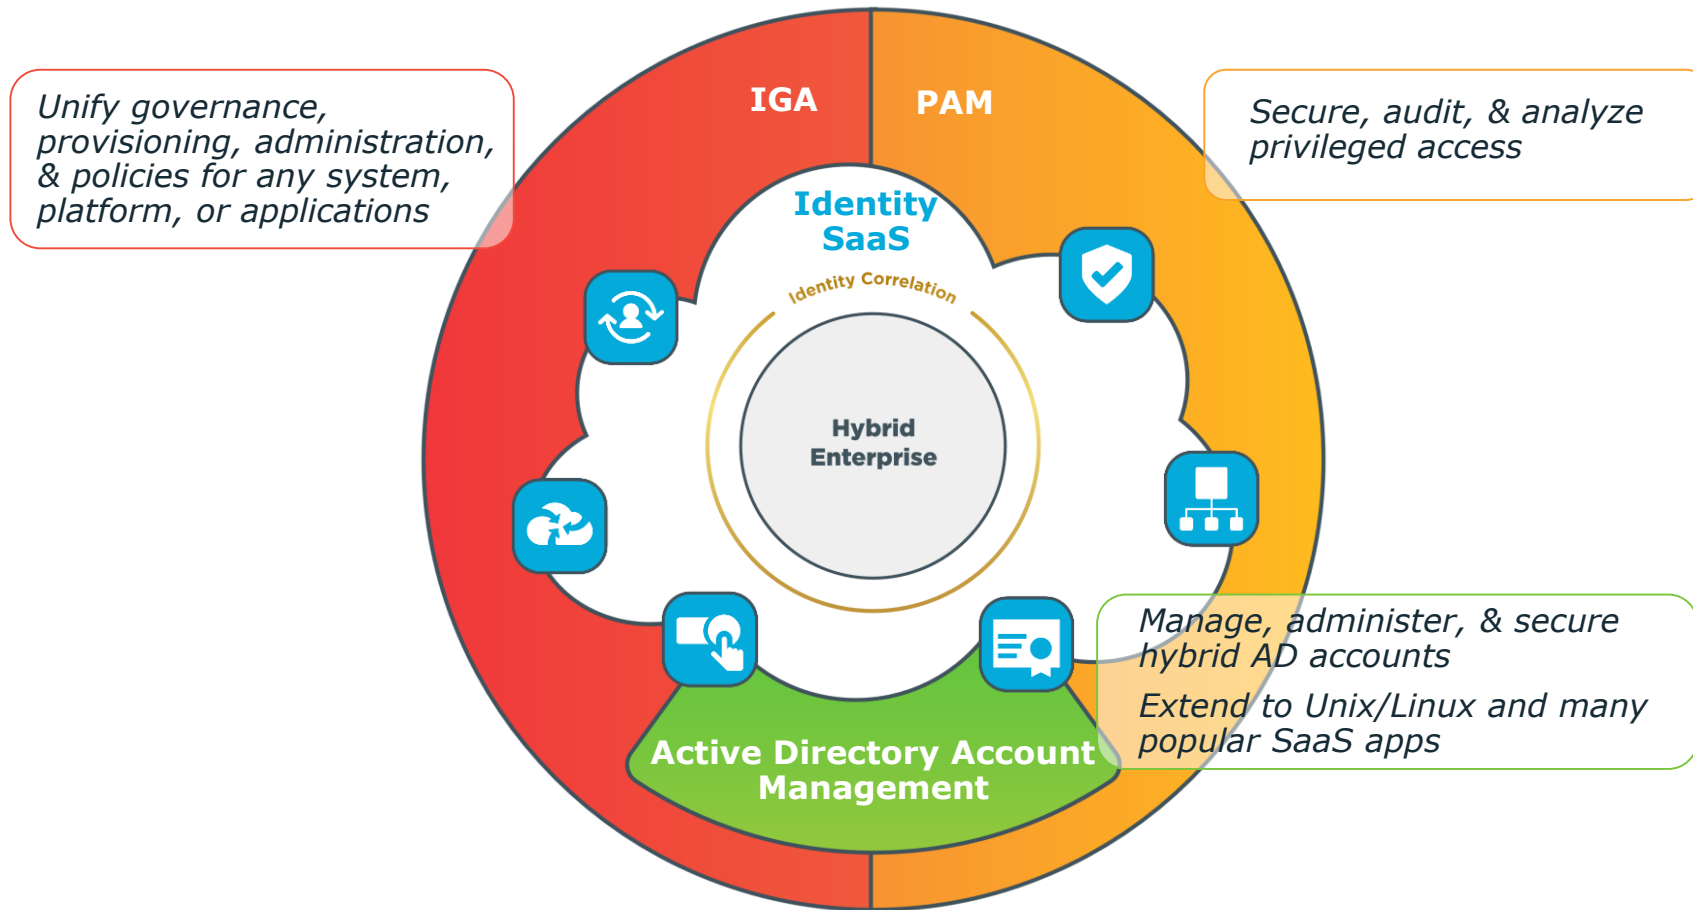 Unify governance,
provisioning, administration,
& policies for any system,
platform, or applications
IGA
PAM
Secure, audit, & analyze
privileged access
Identity
SaaS
Identity Correlation
Hybrid
Enterprise
Manage, administer, & secure
hybrid AD accounts
Extend to Unix/Linux and many
popular SaaS apps
Active Directory Account
Management